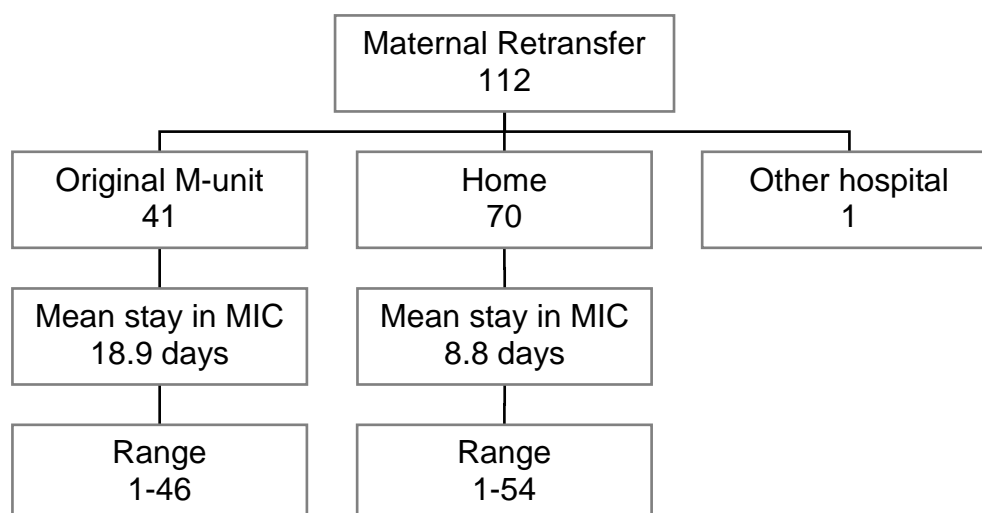 Maternal Retransfer
112
Original M-unit
41
Home
70
Other hospital
1
Mean stay in MIC
18.9 days
Mean stay in MIC
8.8 days
Range
1-46
Range
1-54